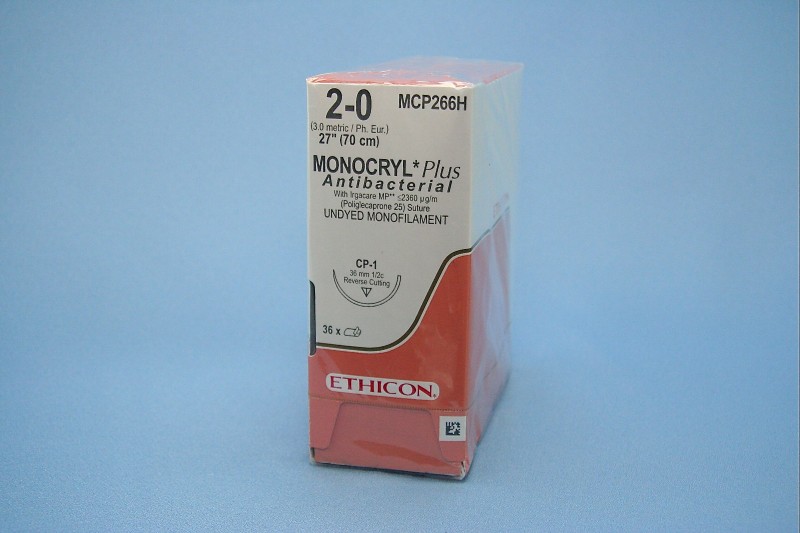 2-0
MCP266H
(3.0 metric / Ph. Eur.)
27" (70 cm)
MONOCRYL* Plus
Antibacterial
With Irgacare MP** ≤2360 µg/m
(Poliglecaprone 25) Suture
UNDYED MONOFILAMENT
CP-1
36 mm 1/2c
Reverse Cutting
36 x
ETHICON